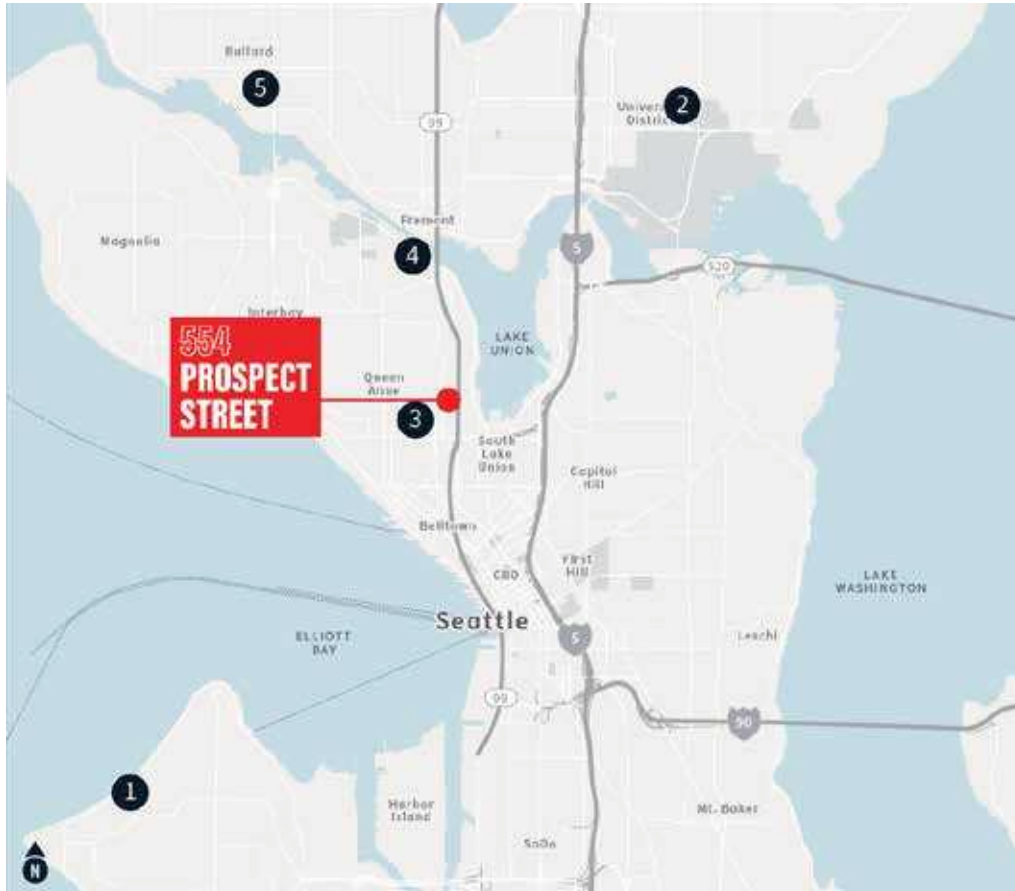 Ballard
5
2
University
District
99
Fremont
Magnolia
4
5
520
Interbay
LAKE
UNION
554
PROSPECT
STREET
Queen
Anne
3
South
Lake
Union
Capitol
Hill
Belltown
First
Hill
CBD
LAKE
WASHINGTON
Seattle
ELLIOTT
BAY
5
Leschi
99
90
1
Harbor
Island
Mt. Baker
SoDo
N